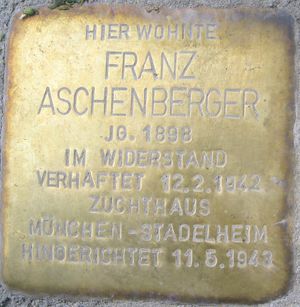 HIER WOHNTE
FRANZ
ASCHENBERGER
JG. 1898
IM WIDERSTAND
VERHAFTET 12.2.1942
ZUCHTHAUS
MÜNCHEN-STADELHEIM
HINGERICHTET 11.5.1943